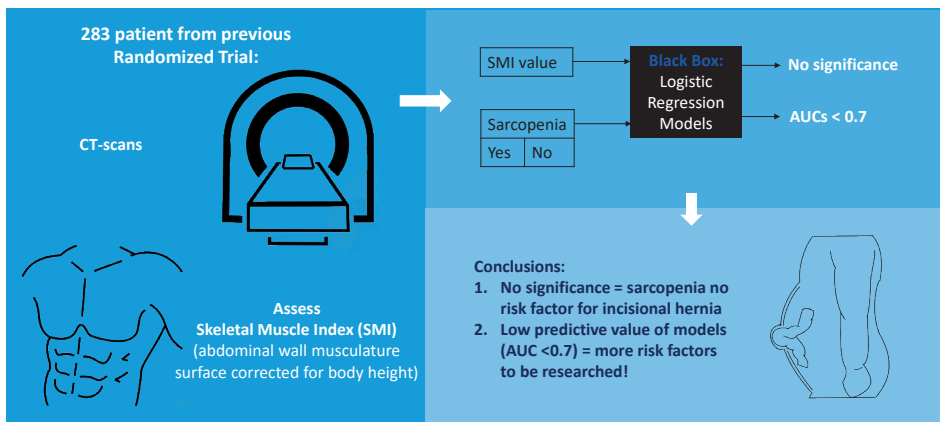 283 patient from previous
Randomized Trial:
CT-scans
Assess
Skeletal Muscle Index (SMI)
(abdominal wall musculature
surface corrected for body height)
SMI value
Sarcopenia
Yes No
Black Box:
Logistic
Regression
Models
No significance
AUCs < 0.7
Conclusions:
1. No significance = sarcopenia no
risk factor for incisional hernia
2. Low predictive value of models
(AUC <0.7) = more risk factors
to be researched!